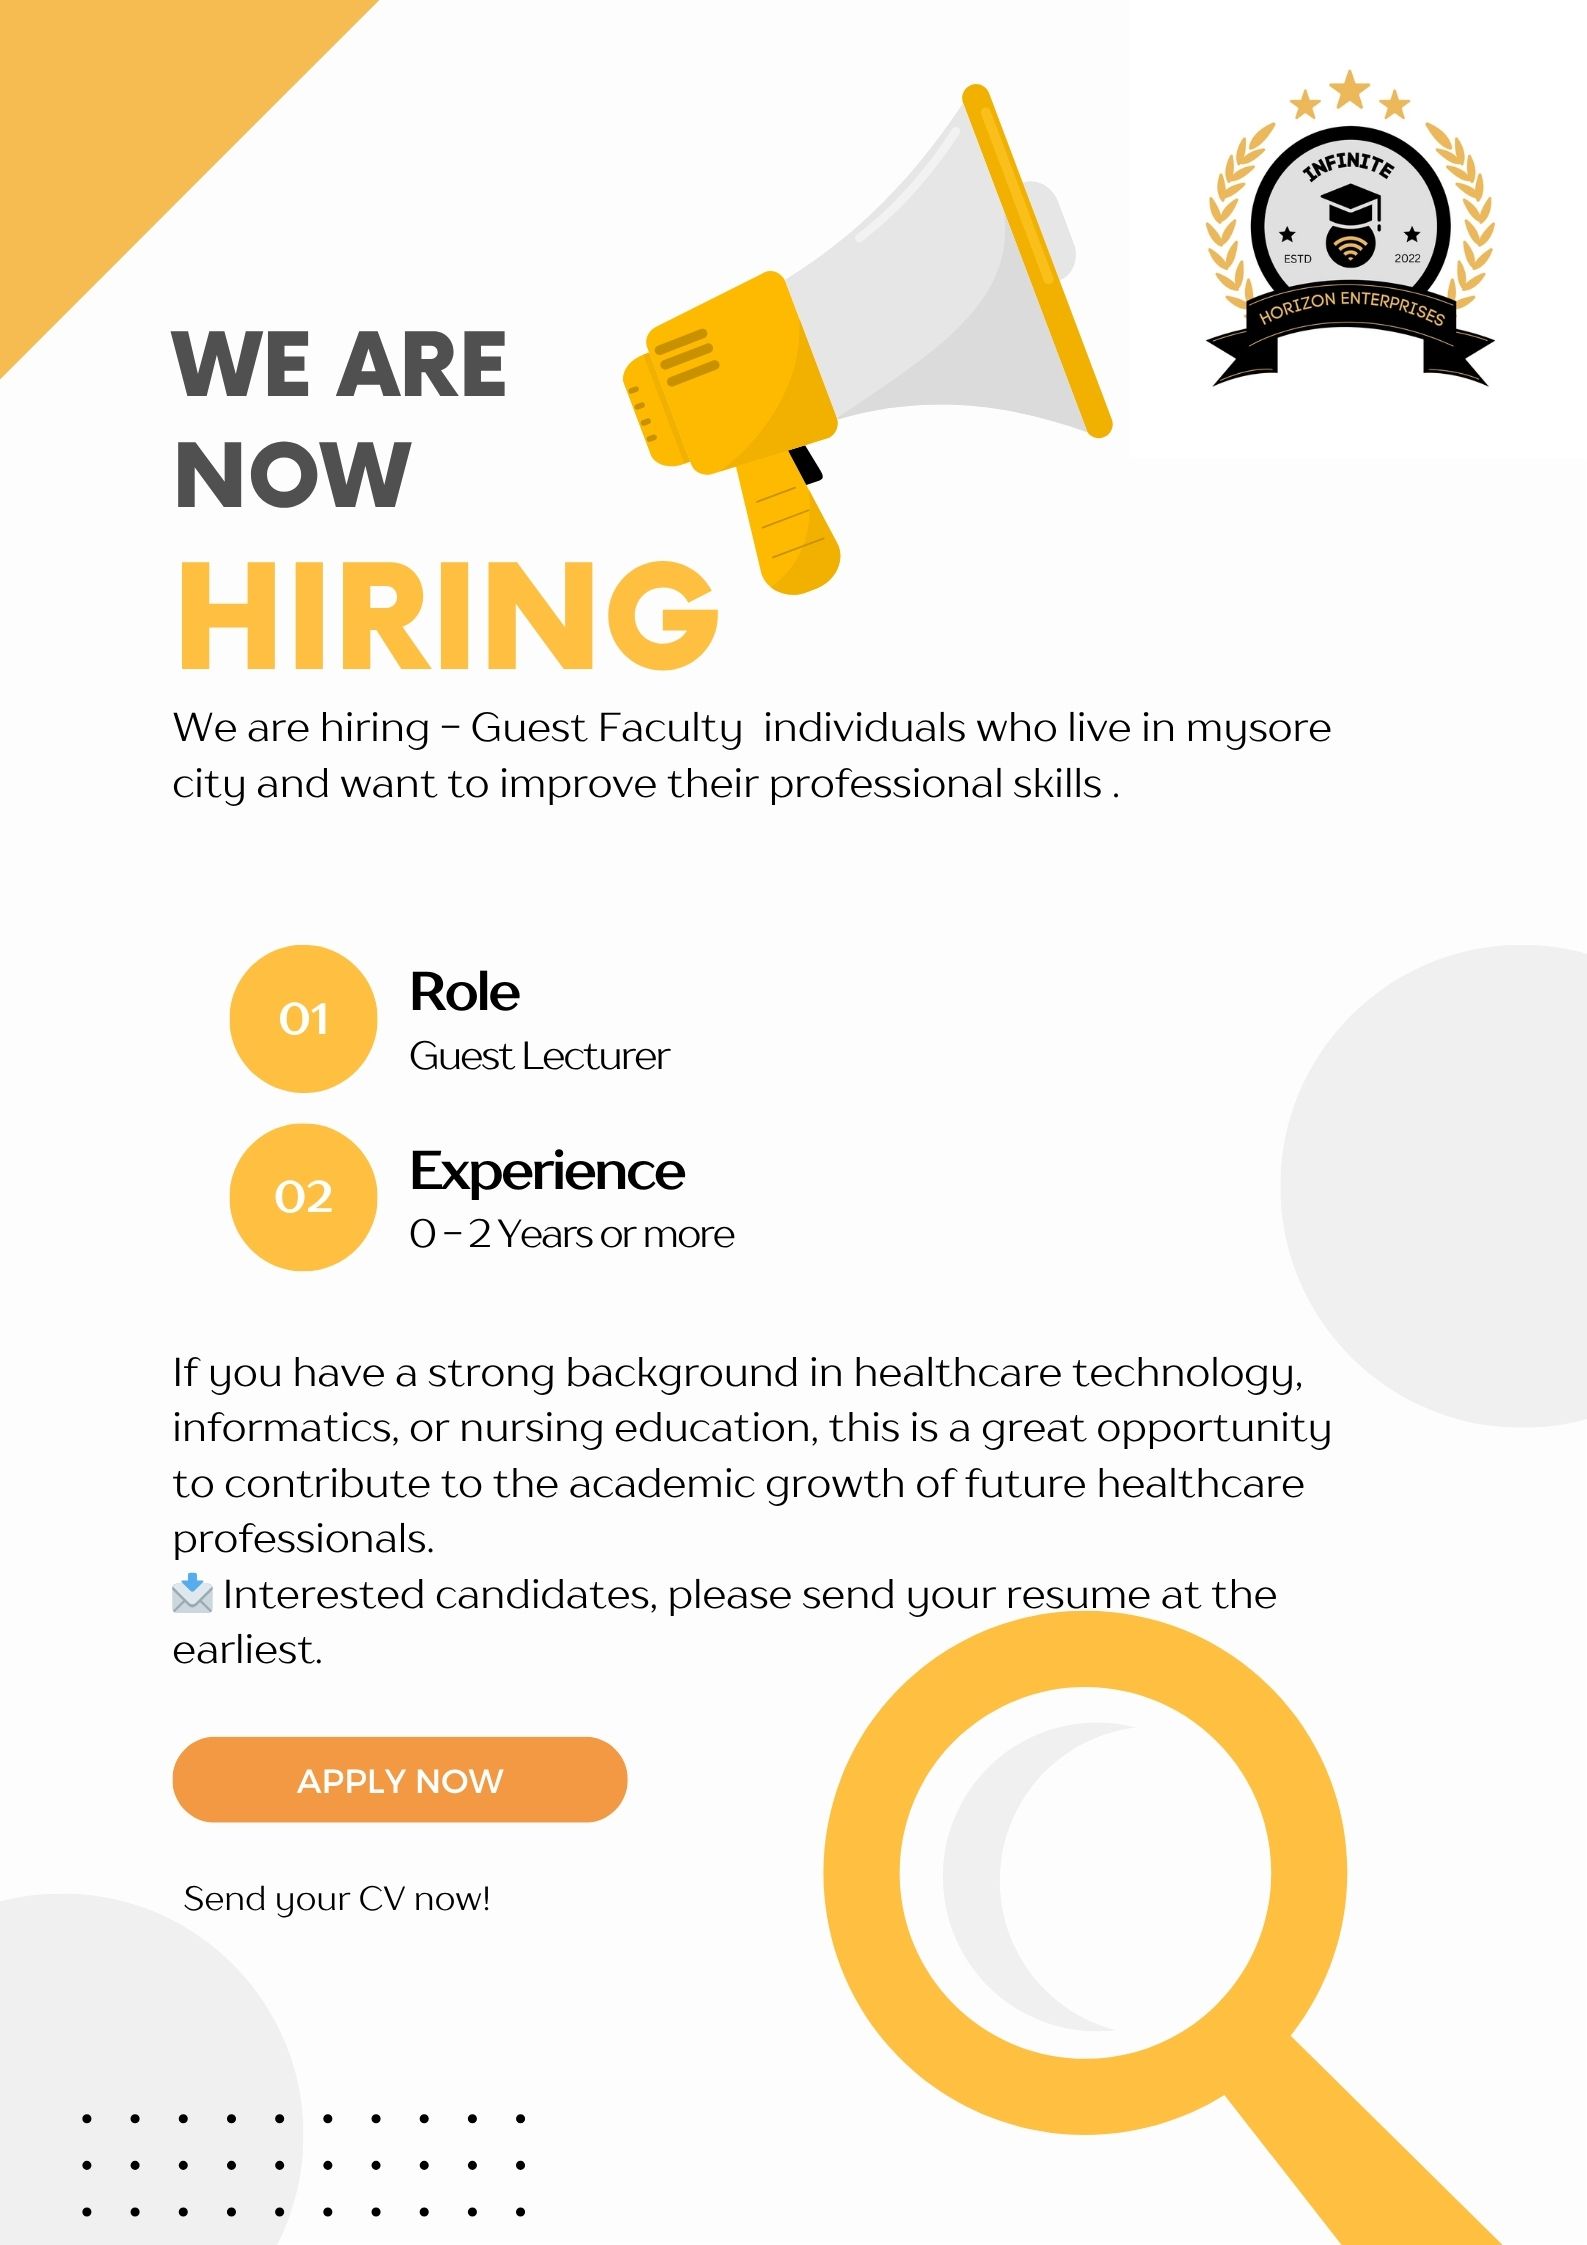 INFINITE
ESTD
2022
HORIZON ENTERPRISES
WE ARE
NOW
HIRING
We are hiring – Guest Faculty  individuals who live in mysore
city and want to improve their professional skills .
01
Role
Guest Lecturer
02
Experience
0 – 2 Years or more
If you have a strong background in healthcare technology,
informatics, or nursing education, this is a great opportunity
to contribute to the academic growth of future healthcare
professionals.
📩 Interested candidates, please send your resume at the
earliest.
APPLY NOW
Send your CV now!